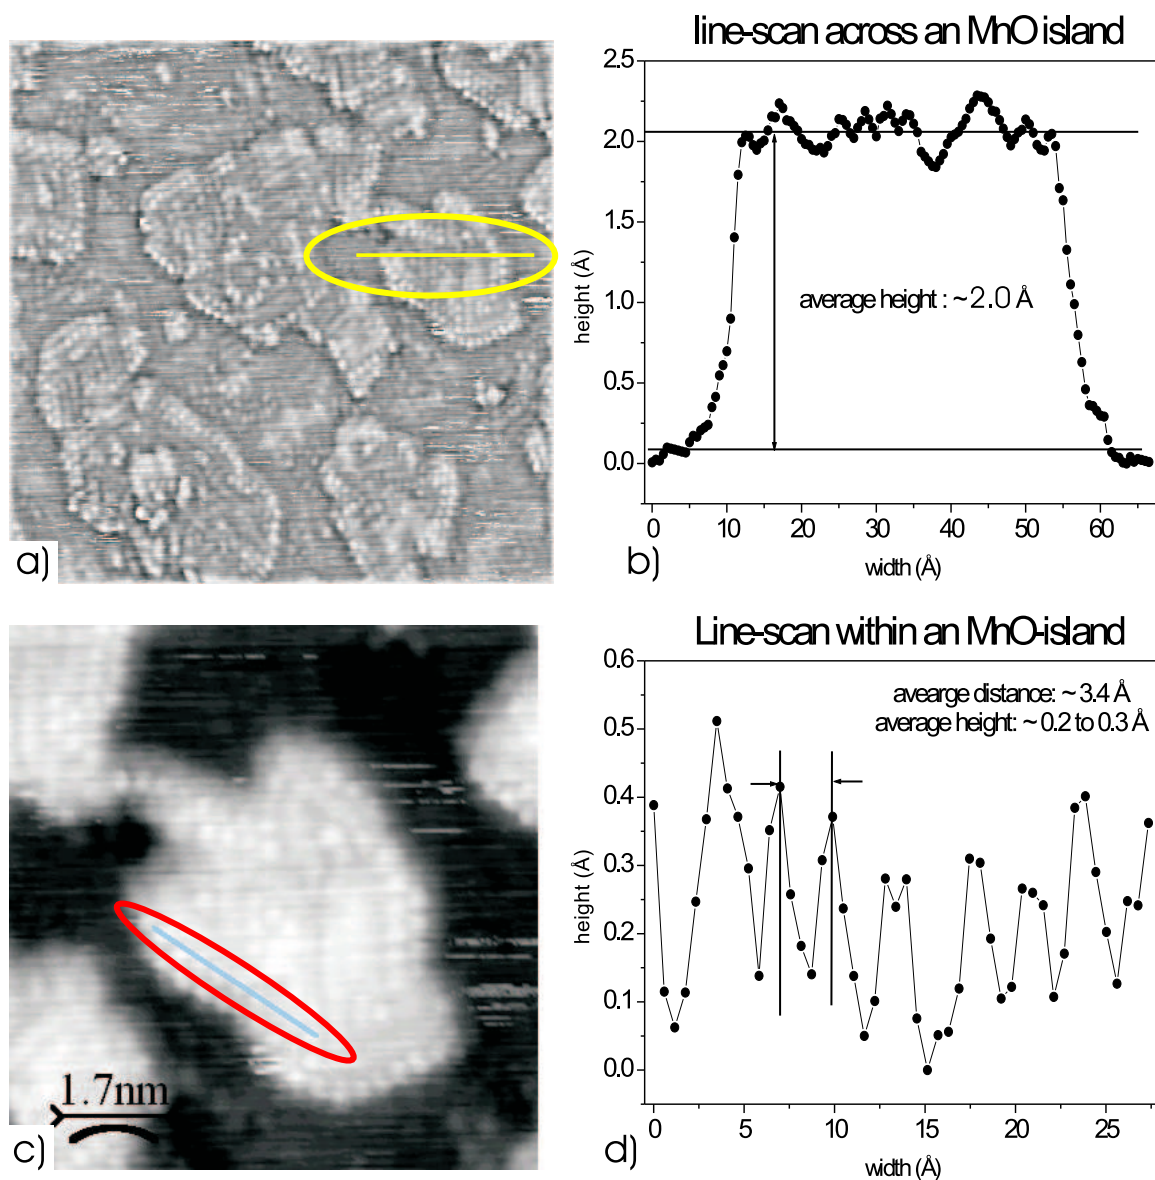 a)
line-scan across an MnO island
2.5
2.0
1.5
1.0
0.5
0.0
height (Å)
average height : ~2.0 Å
0 10 20 30 40 50 60
width (Å)
b)
1.7nm
c)
Line-scan within an MnO-island
0.6
0.5
0.4
0.3
0.2
0.1
0.0
height (Å)
avearge distance: ~ 3.4 Å
average height: ~ 0.2 to 0.3 Å
0 5 10 15 20 25
width (Å)
d)